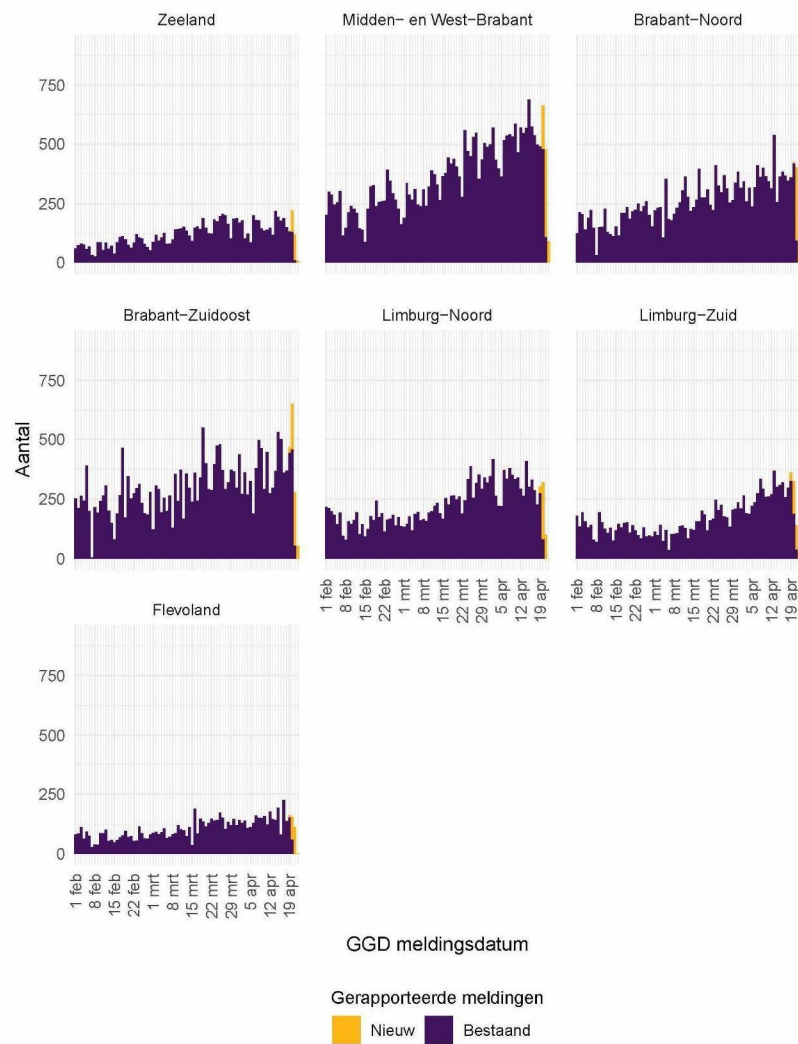 Zeeland
Midden- en West-Brabant
Brabant-Noord
750
500
250
0
Brabant-Zuidoost
Limburg-Noord
Limburg-Zuid
Aantal
750
500
250
0
1 feb
8 feb
15 feb
22 feb
1 mrt
8 mrt
15 mrt
22 mrt
29 mrt
5 apr
12 apr
19 apr
1 feb
8 feb
15 feb
22 feb
1 mrt
8 mrt
15 mrt
22 mrt
29 mrt
5 apr
12 apr
19 apr
Flevoland
750
500
250
0
1 feb
8 feb
15 feb
22 feb
1 mrt
8 mrt
15 mrt
22 mrt
29 mrt
5 apr
12 apr
19 apr
GGD meldingsdatum
Gerapporteerde meldingen
Nieuw
Bestaand